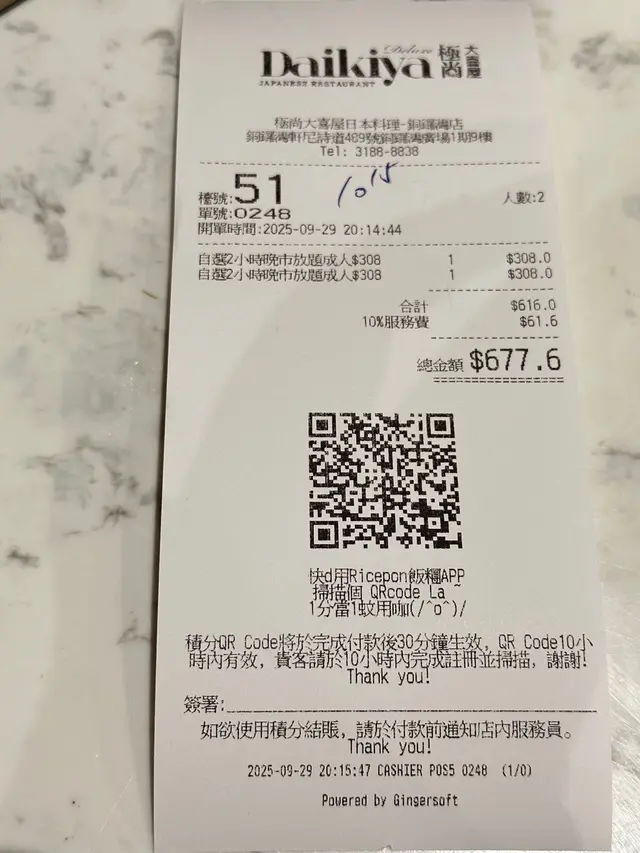 Deluxe
Daikiya 極尚大喜屋
JAPANESE RESTAURANT
極尚大喜屋日本料理-銅鑼灣店
銅鑼灣軒尼詩道489號銅鑼灣廣場1期9樓
Tel: 3188-8838
檯號:51 10 15 人數:2
單號:0248
開單時間:2025-09-29 20:14:44
自選2小時晚市放題成人$308 1 $308.0
自選2小時晚市放題成人$308 1 $308.0
合計 $616.0
10%服務費 $61.6
總金額 $677.6
快d用Ricepon飯糰APP
掃描個 QRcode La ~
1分當1蚊用咖(/^o^)/
積分QR Code將於完成付款後30分鐘生效, QR Code10小
時內有效, 貴客請於10小時內完成註冊並掃描, 謝謝!
Thank you!
簽署:
如欲使用積分結賬, 請於付款前通知店內服務員。
Thank you!
2025-09-29 20:15:47 CASHIER POS5 0248 (1/0)
Powered by Gingersoft